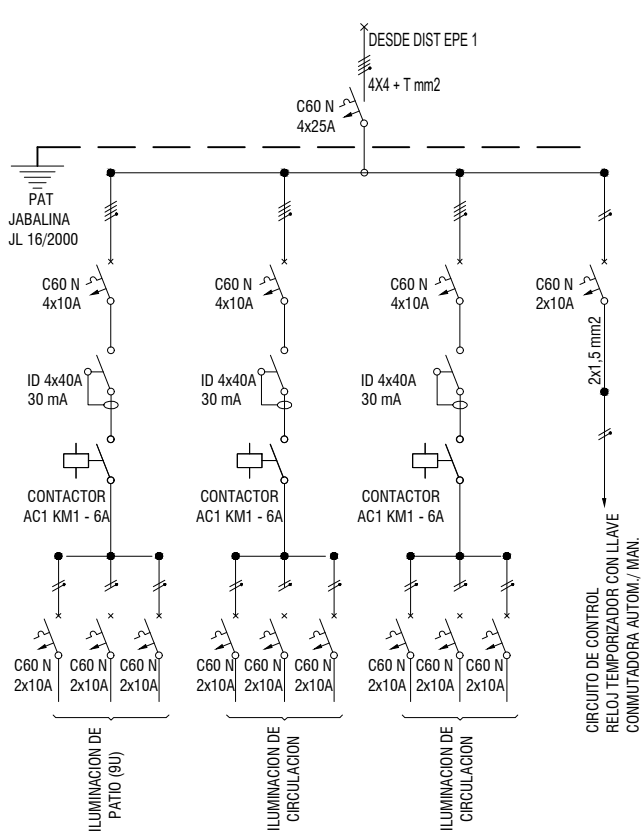 DESDE DIST EPE 1
4X4 + T mm2
C60 N
4x25A
PAT
JABALINA
JL 16/2000
C60 N
4x10A
C60 N
4x10A
C60 N
4x10A
C60 N
2x10A
2x1,5 mm2
ID 4x40A
30 mA
ID 4x40A
30 mA
ID 4x40A
30 mA
CONTACTOR
AC1 KM1 - 6A
CONTACTOR
AC1 KM1 - 6A
CONTACTOR
AC1 KM1 - 6A
C60 N
2x10A
C60 N
2x10A
C60 N
2x10A
C60 N
2x10A
C60 N
2x10A
C60 N
2x10A
C60 N
2x10A
C60 N
2x10A
C60 N
2x10A
ILUMINACION DE
PATIO (9U)
ILUMINACION DE
CIRCULACION
ILUMINACION DE
CIRCULACION
CIRCUITO DE CONTROL
RELOJ TEMPORIZADOR CON LLAVE
CONMUTADORA AUTOM./ MAN.